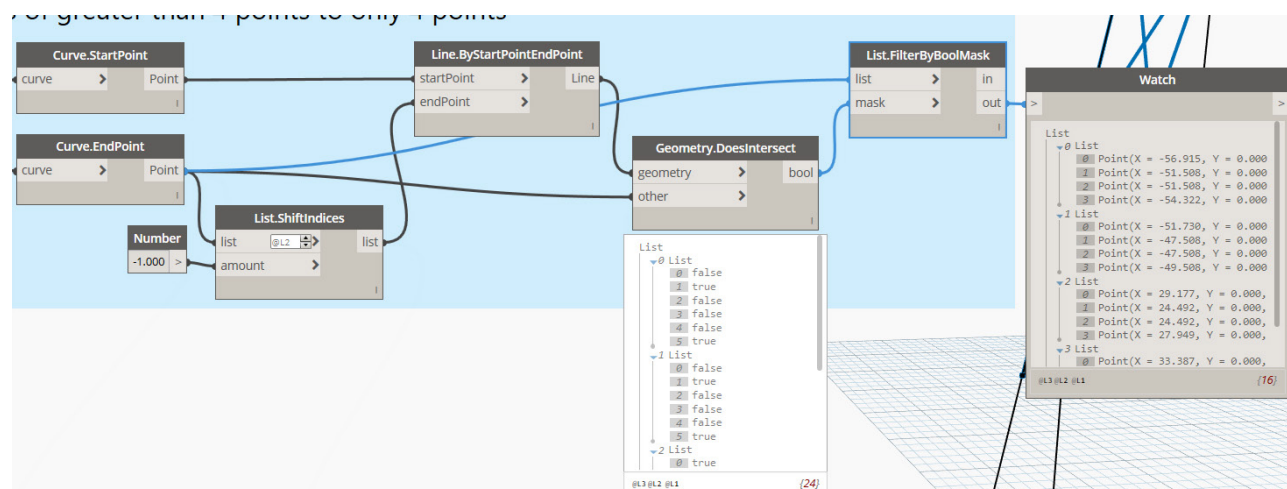 of greater than 4 points to only 4 points
Curve.StartPoint
curve > Point
Curve.EndPoint
curve > Point
Number
-1.000 >
List.ShiftIndices
list @L2 > list
amount >
Line.ByStartPointEndPoint
startPoint > Line
endPoint >
Geometry.DoesIntersect
geometry > bool
other >
List
0 List
0 false
1 true
2 false
3 false
4 false
5 true
1 List
0 false
1 true
2 false
3 false
4 false
5 true
2 List
0 true
@L3 @L2 @L1 {24}
List.FilterByBoolMask
list > in
mask > out
Watch
> >
List
0 List
0 Point(X = -56.915, Y = 0.000
1 Point(X = -51.508, Y = 0.000
2 Point(X = -51.508, Y = 0.000
3 Point(X = -54.322, Y = 0.000
1 List
0 Point(X = -51.730, Y = 0.000
1 Point(X = -47.508, Y = 0.000
2 Point(X = -47.508, Y = 0.000
3 Point(X = -49.508, Y = 0.000
2 List
0 Point(X = 29.177, Y = 0.000,
1 Point(X = 24.492, Y = 0.000,
2 Point(X = 24.492, Y = 0.000,
3 Point(X = 27.949, Y = 0.000,
3 List
0 Point(X = 33.387, Y = 0.000,
@L3 @L2 @L1 {16}